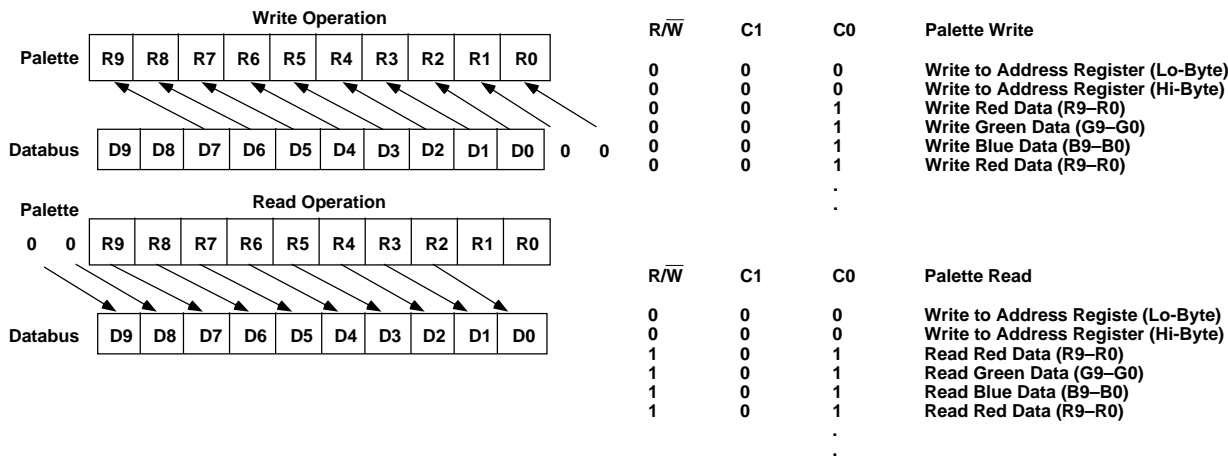 Write Operation
Palette R9 R8 R7 R6 R5 R4 R3 R2 R1 R0
Databus D9 D8 D7 D6 D5 D4 D3 D2 D1 D0 0 0
Read Operation
Palette
0 0 R9 R8 R7 R6 R5 R4 R3 R2 R1 R0
Databus D9 D8 D7 D6 D5 D4 D3 D2 D1 D0
R/W̅ C1 C0 Palette Write
0 0 0 Write to Address Register (Lo-Byte)
0 0 0 Write to Address Register (Hi-Byte)
0 0 1 Write Red Data (R9–R0)
0 0 1 Write Green Data (G9–G0)
0 0 1 Write Blue Data (B9–B0)
0 0 1 Write Red Data (R9–R0)
.
.
R/W̅ C1 C0 Palette Read
0 0 0 Write to Address Registe (Lo-Byte)
0 0 0 Write to Address Register (Hi-Byte)
1 0 1 Read Red Data (R9–R0)
1 0 1 Read Green Data (G9–G0)
1 0 1 Read Blue Data (B9–B0)
1 0 1 Read Red Data (R9–R0)
.
.